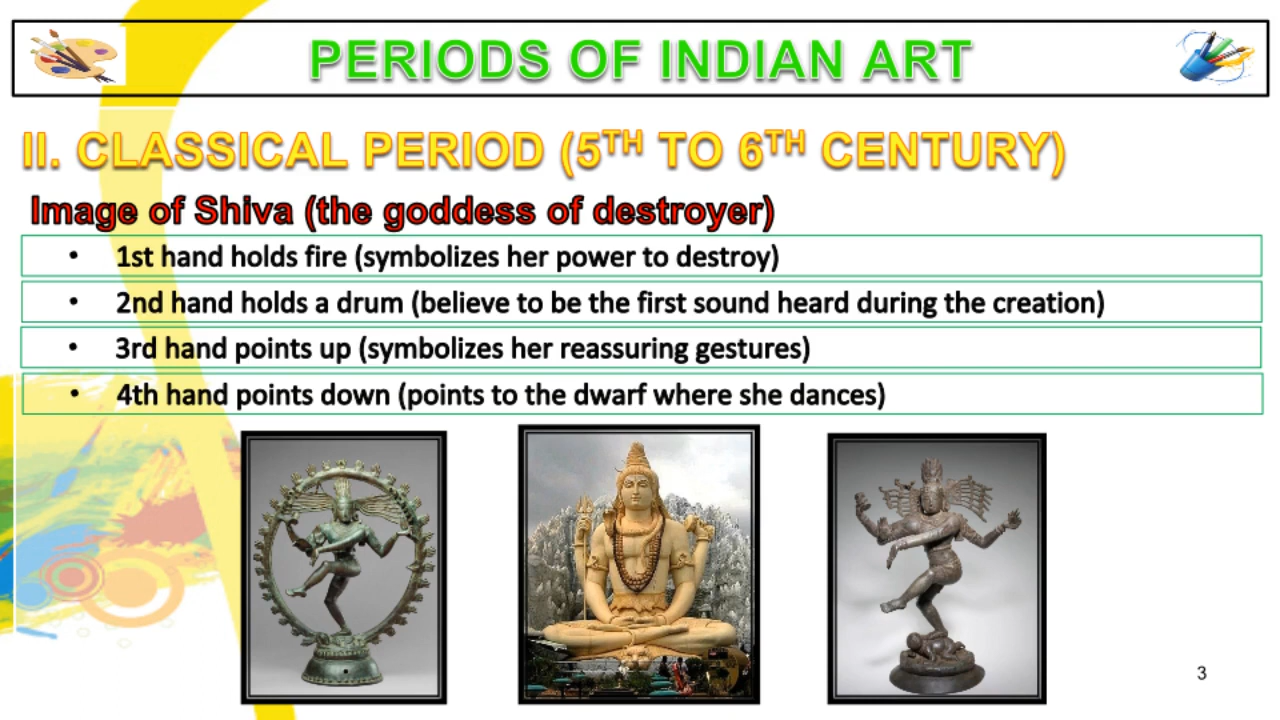 PERIODS OF INDIAN ART
II. CLASSICAL PERIOD (5TH TO 6TH CENTURY)
Image of Shiva (the goddess of destroyer)
• 1st hand holds fire (symbolizes her power to destroy)
• 2nd hand holds a drum (believe to be the first sound heard during the creation)
• 3rd hand points up (symbolizes her reassuring gestures)
• 4th hand points down (points to the dwarf where she dances)
3